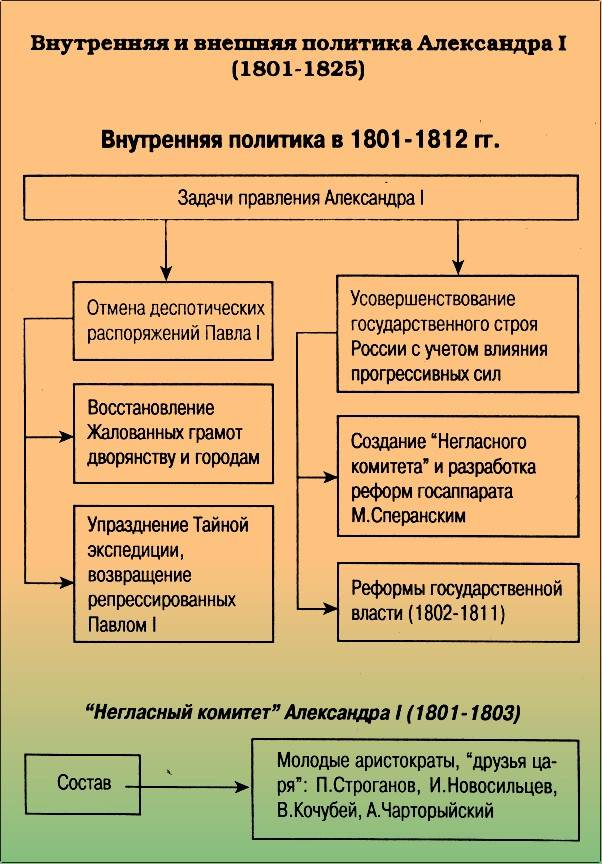 Внутренняя и внешняя политика Александра I
(1801-1825)
Внутренняя политика в 1801-1812 гг.
Задачи правления Александра I
Отмена деспотических
распоряжений Павла I
Восстановление
Жалованных грамот
дворянству и городам
Упразднение Тайной
экспедиции,
возвращение
репрессированных
Павлом I
Усовершенствование
государственного строя
России с учетом влияния
прогрессивных сил
Создание "Негласного
комитета" и разработка
реформ госаппарата
М.Сперанским
Реформы государственной
власти (1802-1811)
"Негласный комитет" Александра I (1801-1803)
Состав
Молодые аристократы, "друзья ца-
ря": П.Строганов, И.Новосильцев,
В.Кочубей, А.Чарторыйский